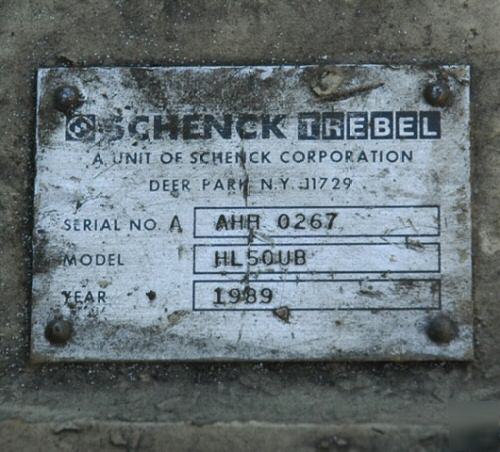 SCHENCK TREBEL
A UNIT OF SCHENCK CORPORATION
DEER PARK N.Y. 11729
SERIAL NO. A AHR 0267
MODEL HL50UB
YEAR 1989